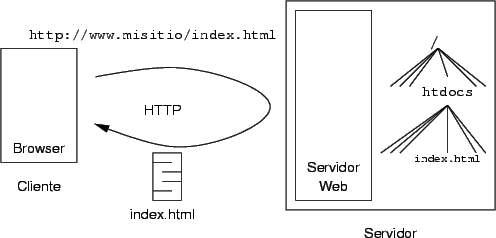 http://www.misitio/index.html
/
HTTP
htdocs
Browser
index.html
Servidor
Web
Cliente
index.html
Servidor